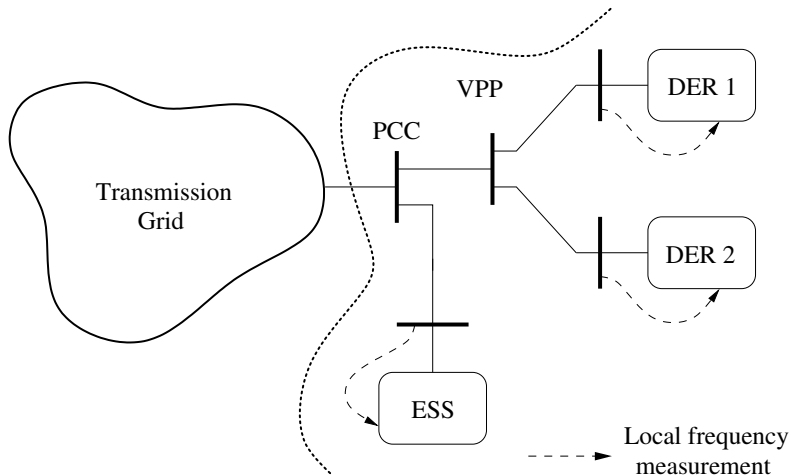 VPP
DER 1
PCC
Transmission
Grid
DER 2
ESS
Local frequency
measurement